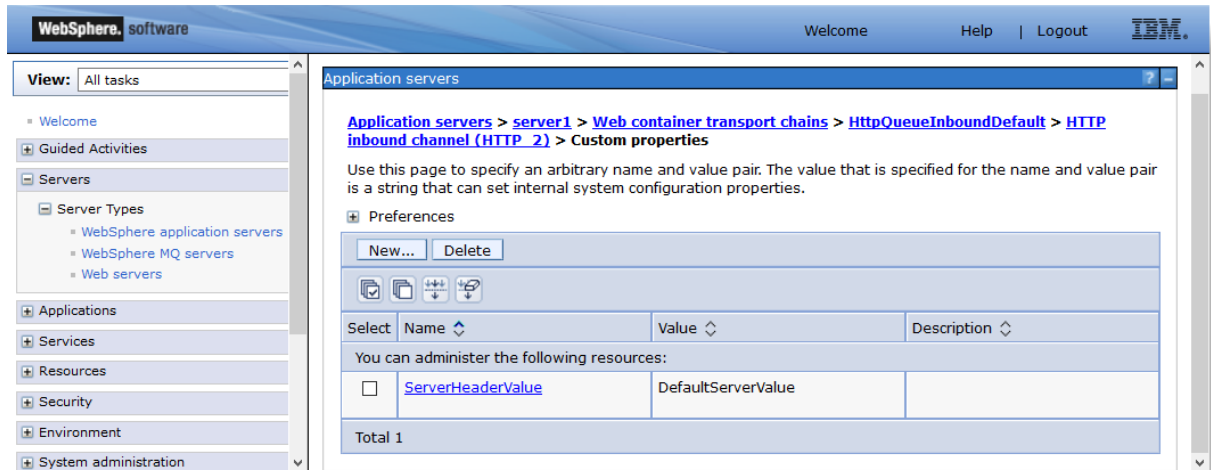 WebSphere. software
Welcome Help | Logout IBM.
View: All tasks
Welcome
Guided Activities
Servers
Server Types
WebSphere application servers
WebSphere MQ servers
Web servers
Applications
Services
Resources
Security
Environment
System administration
Application servers ? -
Application servers > server1 > Web container transport chains > HttpQueueInboundDefault > HTTP
inbound channel (HTTP_2) > Custom properties
Use this page to specify an arbitrary name and value pair. The value that is specified for the name and value pair
is a string that can set internal system configuration properties.
Preferences
New... Delete
Select Name Value Description
You can administer the following resources:
ServerHeaderValue DefaultServerValue
Total 1